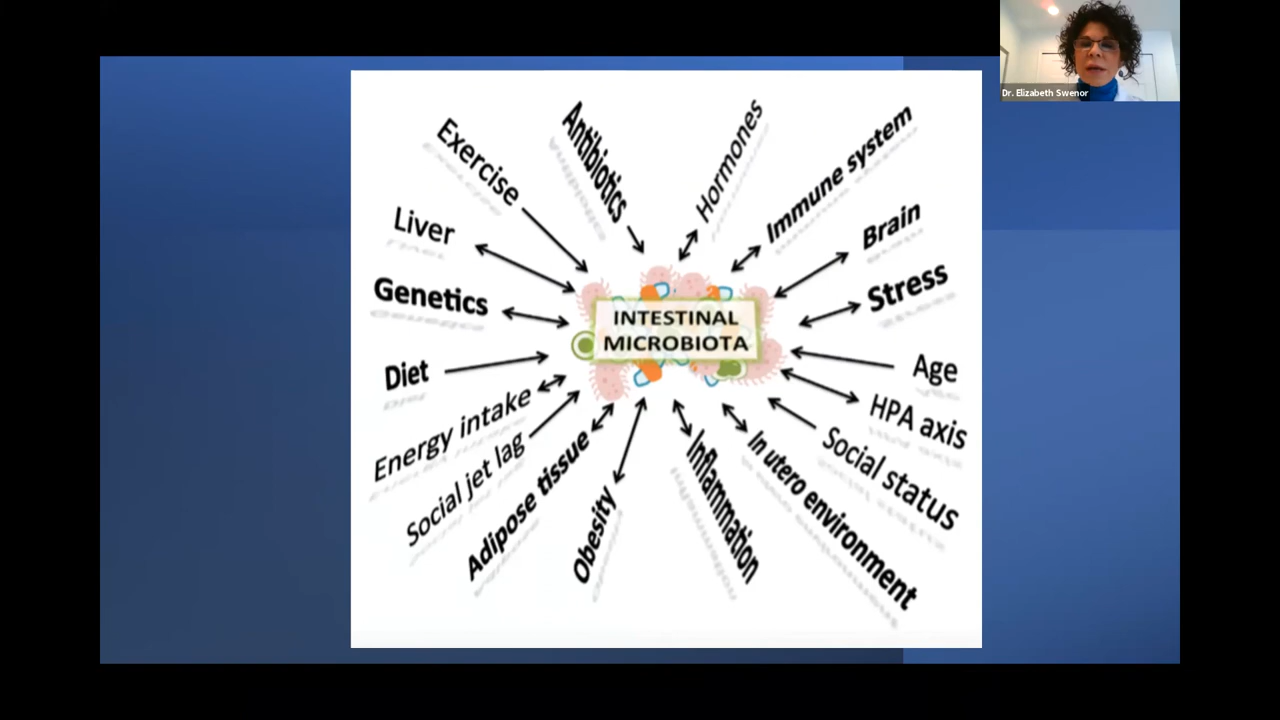 Dr. Elizabeth Swenor
Exercise
Antibiotics
Hormones
Immune system
Liver
Brain
Genetics
Stress
INTESTINAL
MICROBIOTA
Diet
Age
Energy intake
HPA axis
Social jet lag
Social status
Adipose tissue
Obesity
Inflammation
In utero environment